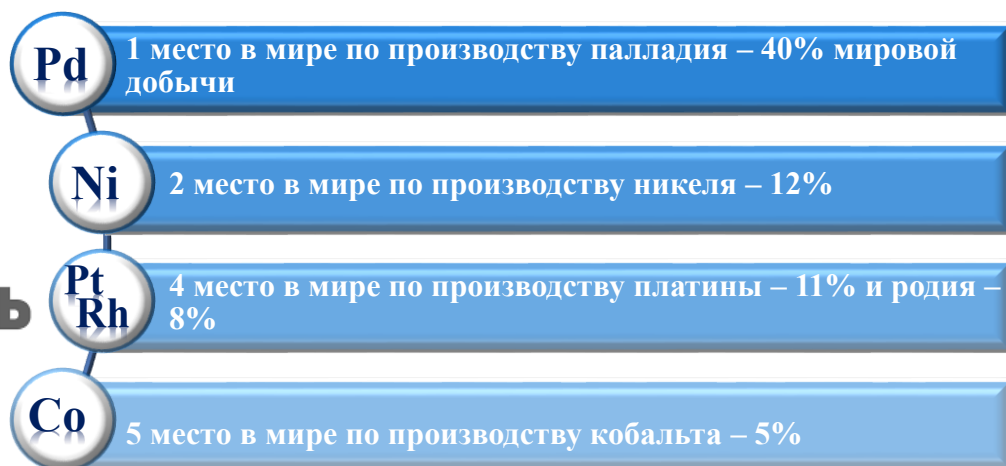 Pd
1 место в мире по производству палладия – 40% мировой
добычи
Ni
2 место в мире по производству никеля – 12%
ь
Pt
Rh
4 место в мире по производству платины – 11% и родия –
8%
Co
5 место в мире по производству кобальта – 5%